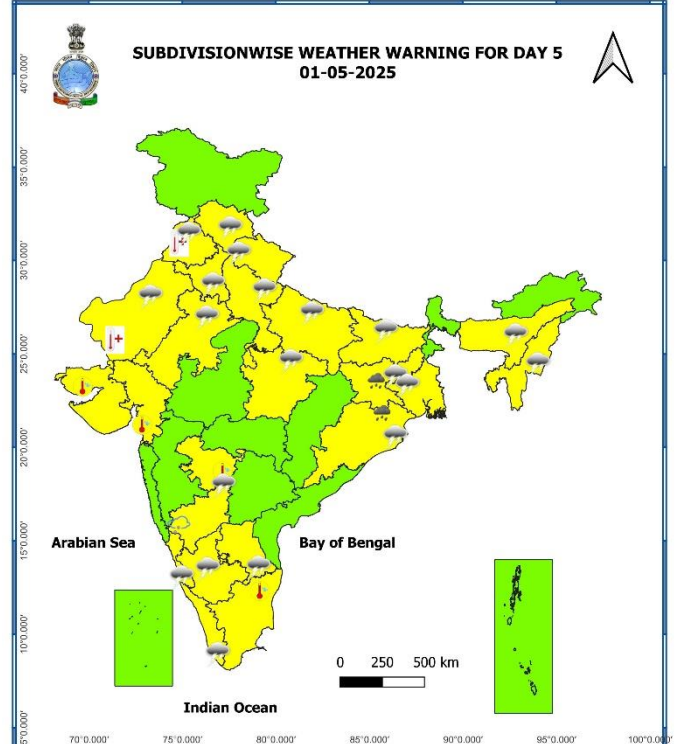 SUBDIVISIONWISE WEATHER WARNING FOR DAY 5
01-05-2025
40°0.000'
35°0.000'
30°0.000'
25°0.000'
20°0.000'
15°0.000'
10°0.000'
5°0.000'
Arabian Sea
Bay of Bengal
0 250 500 km
Indian Ocean
70°0.000' 75°0.000' 80°0.000' 85°0.000' 90°0.000' 95°0.000' 100°0.000'